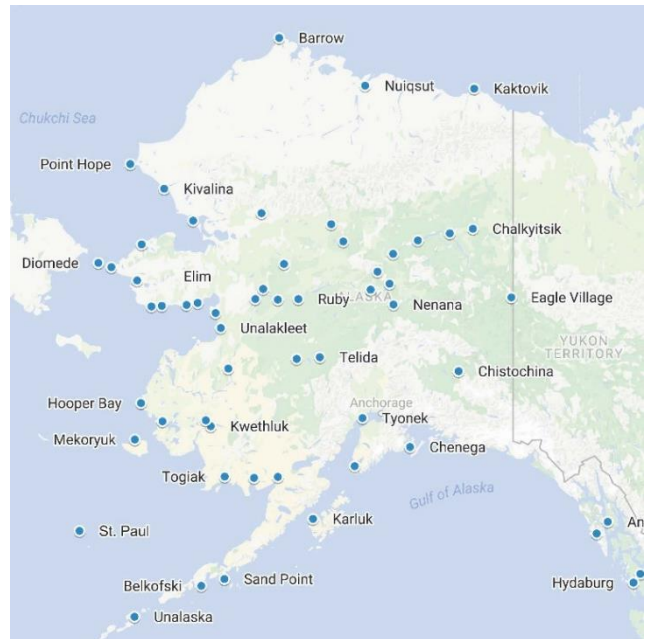 Barrow
Nuiqsut
Kaktovik
Chukchi Sea
Point Hope
Kivalina
Chalkyitsik
Diomede
Elim
Ruby
ALASKA
Nenana
Eagle Village
Unalakleet
YUKON
TERRITORY
Telida
Chistochina
Hooper Bay
Anchorage
Tyonek
Kwethluk
Mekoryuk
Chenega
Togiak
Gulf of Alaska
Karluk
An
St. Paul
Belkofski
Sand Point
Hydaburg
Unalaska